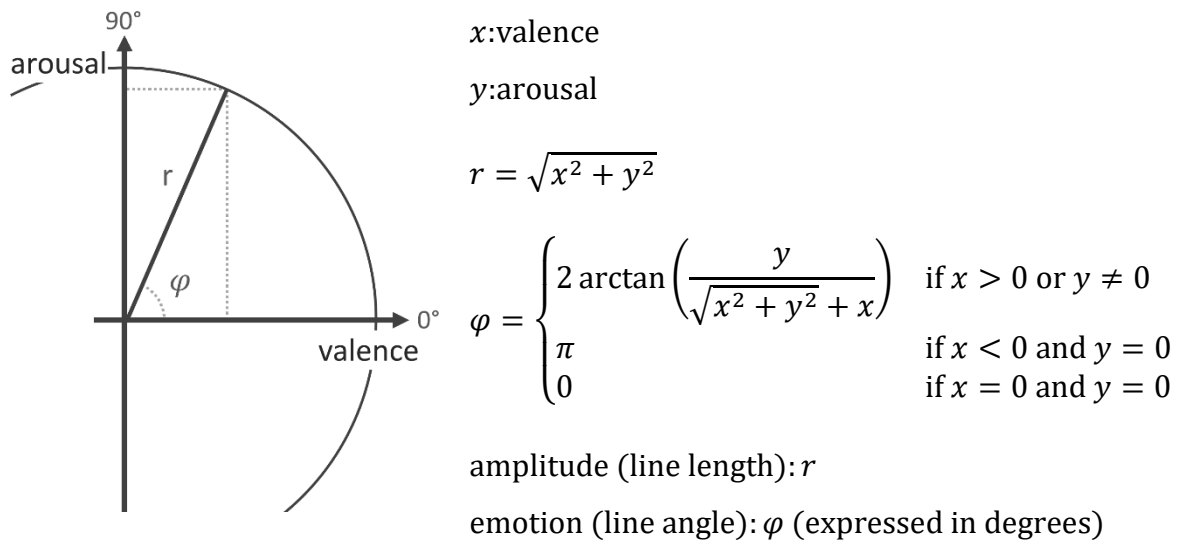 90°
arousal
r
φ
0°
valence
x:valence
y:arousal
r = √(x² + y²)
φ = { 2 arctan( y / (√(x² + y²) + x) ) if x > 0 or y ≠ 0
π if x < 0 and y = 0
0 if x = 0 and y = 0
amplitude (line length): r
emotion (line angle): φ (expressed in degrees)